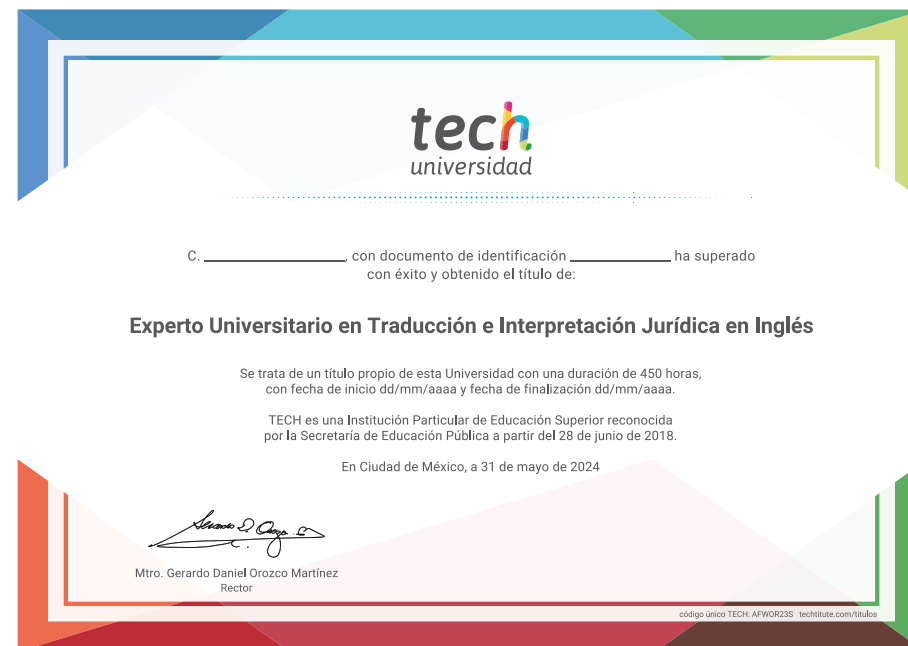 tech
universidad
C. ____________, con documento de identificación ____________ ha superado
con éxito y obtenido el título de:
Experto Universitario en Traducción e Interpretación Jurídica en Inglés
Se trata de un título propio de esta Universidad con una duración de 450 horas,
con fecha de inicio dd/mm/aaaa y fecha de finalización dd/mm/aaaa.
TECH es una Institución Particular de Educación Superior reconocida
por la Secretaría de Educación Pública a partir del 28 de junio de 2018.
En Ciudad de México, a 31 de mayo de 2024
Mtro. Gerardo Daniel Orozco Martínez
Rector
código único TECH: AFWOR23S techtitute.com/titulos